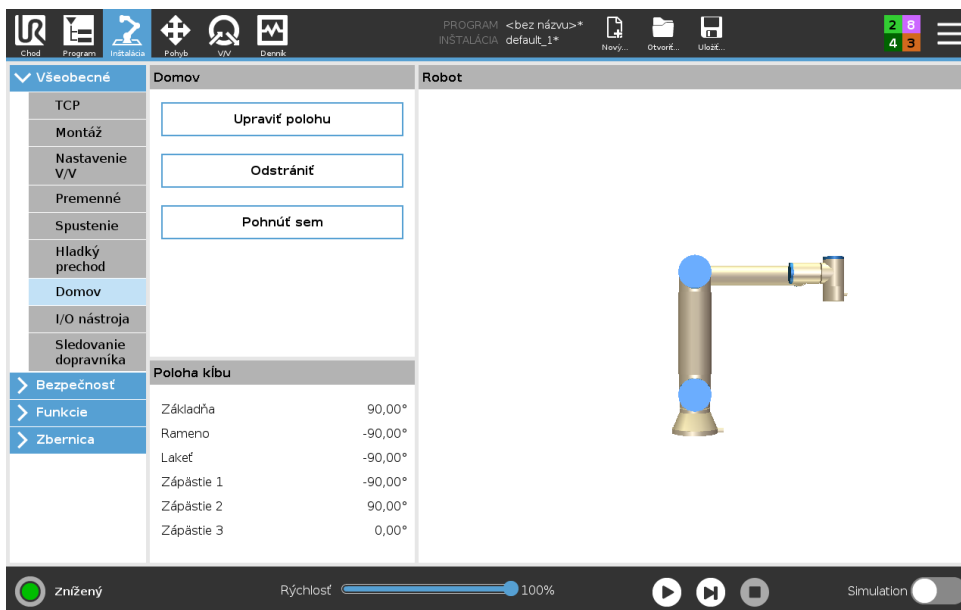 PROGRAM <bez názvu>*
INŠTALÁCIA default_1*
Chod
Program
Inštalácia
Pohyb
V/V
Denník
Nový...
Otvoriť...
Uložiť...
2 8
4 3
Všeobecné
TCP
Montáž
Nastavenie
V/V
Premenné
Spustenie
Hladký
prechod
Domov
I/O nástroja
Sledovanie
dopravníka
Bezpečnosť
Funkcie
Zbernica
Domov
Upraviť polohu
Odstrániť
Pohnúť sem
Poloha kĺbu
Základňa 90,00°
Rameno -90,00°
Lakeť -90,00°
Zápästie 1 -90,00°
Zápästie 2 90,00°
Zápästie 3 0,00°
Robot
Znížený
Rýchlosť 100%
Simulation